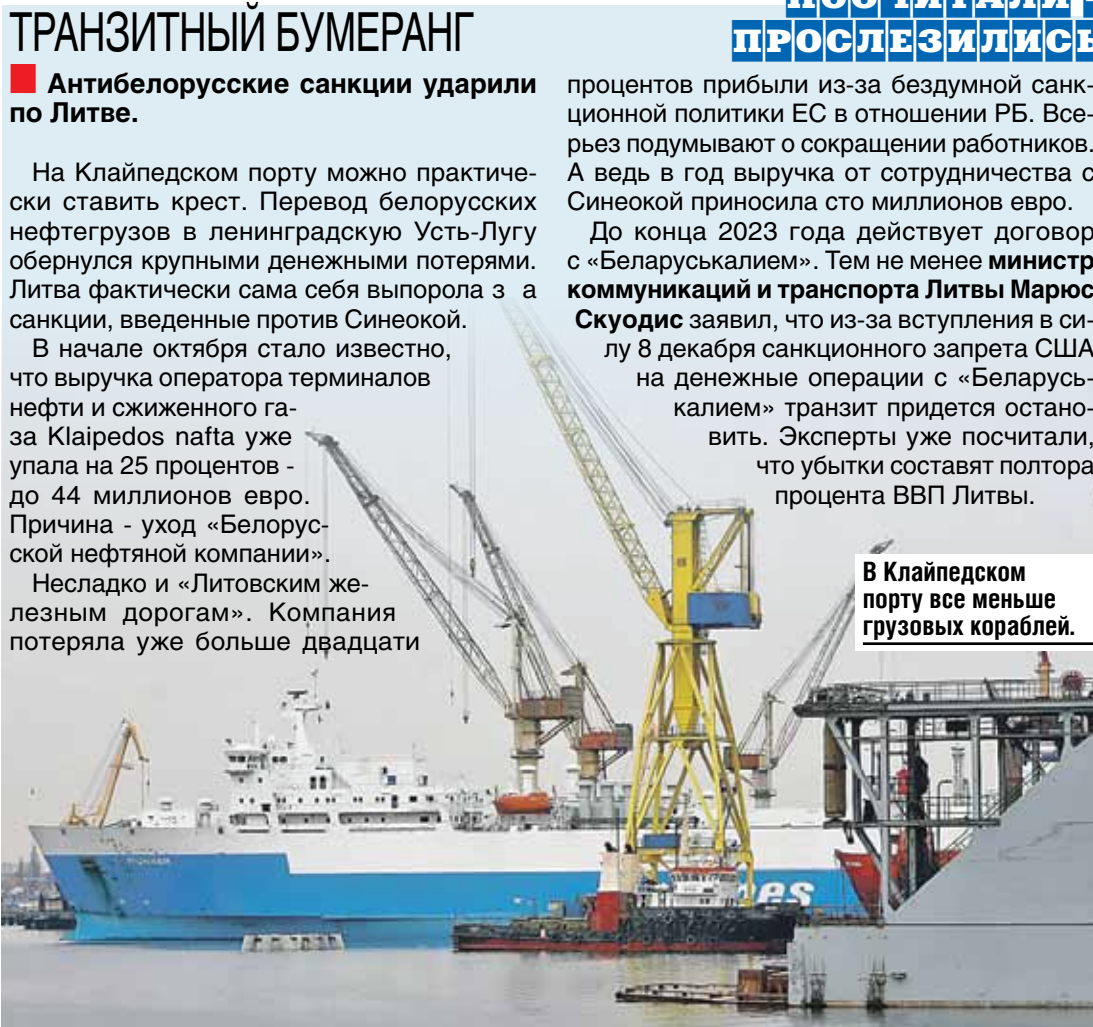 ТРАНЗИТНЫЙ БУМЕРАНГ
ПОСЧИТАЛИ -
ПРОСЛЕЗИЛИСЬ
Антибелорусские санкции ударили
по Литве.
На Клайпедском порту можно практиче-
ски ставить крест. Перевод белорусских
нефтегрузов в ленинградскую Усть-Лугу
обернулся крупными денежными потерями.
Литва фактически сама себя выпорола з а
санкции, введенные против Синеокой.
В начале октября стало известно,
что выручка оператора терминалов
нефти и сжиженного га-
за Klaipedos nafta уже
упала на 25 процентов -
до 44 миллионов евро.
Причина - уход «Белорус-
ской нефтяной компании».
Несладко и «Литовским же-
лезным дорогам». Компания
потеряла уже больше двадцати
процентов прибыли из-за бездумной санк-
ционной политики ЕС в отношении РБ. Все-
рьез подумывают о сокращении работников.
А ведь в год выручка от сотрудничества с
Синеокой приносила сто миллионов евро.
До конца 2023 года действует договор
с «Беларуськалием». Тем не менее министр
коммуникаций и транспорта Литвы Марюс
Скуодис заявил, что из-за вступления в си-
лу 8 декабря санкционного запрета США
на денежные операции с «Беларусь-
калием» транзит придется остано-
вить. Эксперты уже посчитали,
что убытки составят полтора
процента ВВП Литвы.
В Клайпедском
порту все меньше
грузовых кораблей.